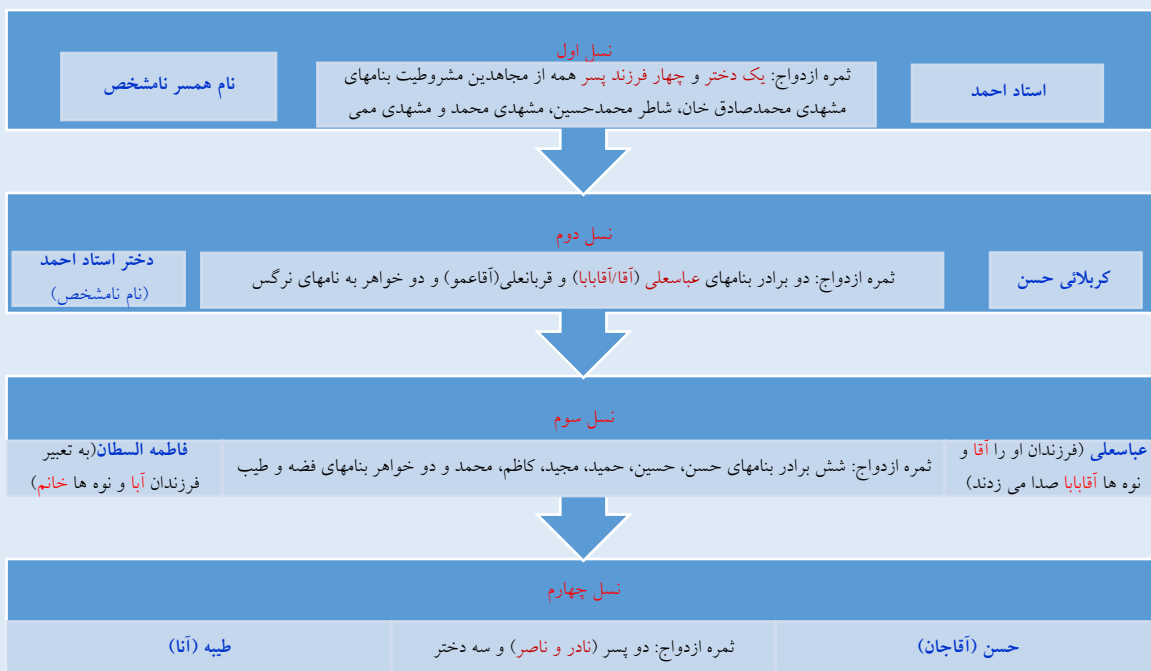 نسل اول
استاد احمد
ثمره ازدواج: یک دختر و چهار فرزند پسر همه از مجاهدین مشروطیت بنامهای
مشهدی محمدصادق خان، شاطر محمدحسین، مشهدی محمد و مشهدی ممی
نام همسر نامشخص
نسل دوم
کربلائی حسن
ثمره ازدواج: دو برادر بنامهای عباسعلی (آقا/آقابابا) و قربانعلی(آقاعمو) و دو خواهر به نامهای نرگس
دختر استاد احمد
(نام نامشخص)
نسل سوم
عباسعلی (فرزندان او را آقا و
نوه ها آقابابا صدا می زدند)
ثمره ازدواج: شش برادر بنامهای حسن، حسین، حمید، مجید، کاظم، محمد و دو خواهر بنامهای فضه و طیب
فاطمه السطان(به تعبیر
فرزندان آبا و نوه ها خانم)
نسل چهارم
حسن (آقاجان)
ثمره ازدواج: دو پسر (نادر و ناصر) و سه دختر
طیبه (آنا)